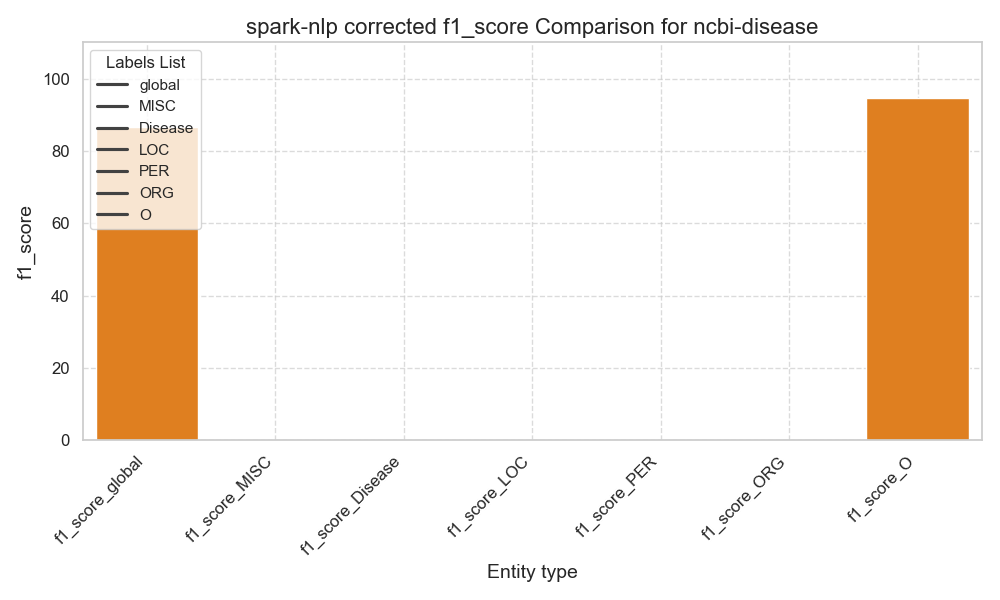 spark-nlp corrected f1_score Comparison for ncbi-disease
Labels List
global
MISC
Disease
LOC
PER
ORG
O
f1_score
100
80
60
40
20
0
f1_score_global
f1_score_MISC
f1_score_Disease
f1_score_LOC
f1_score_PER
f1_score_ORG
f1_score_O
Entity type